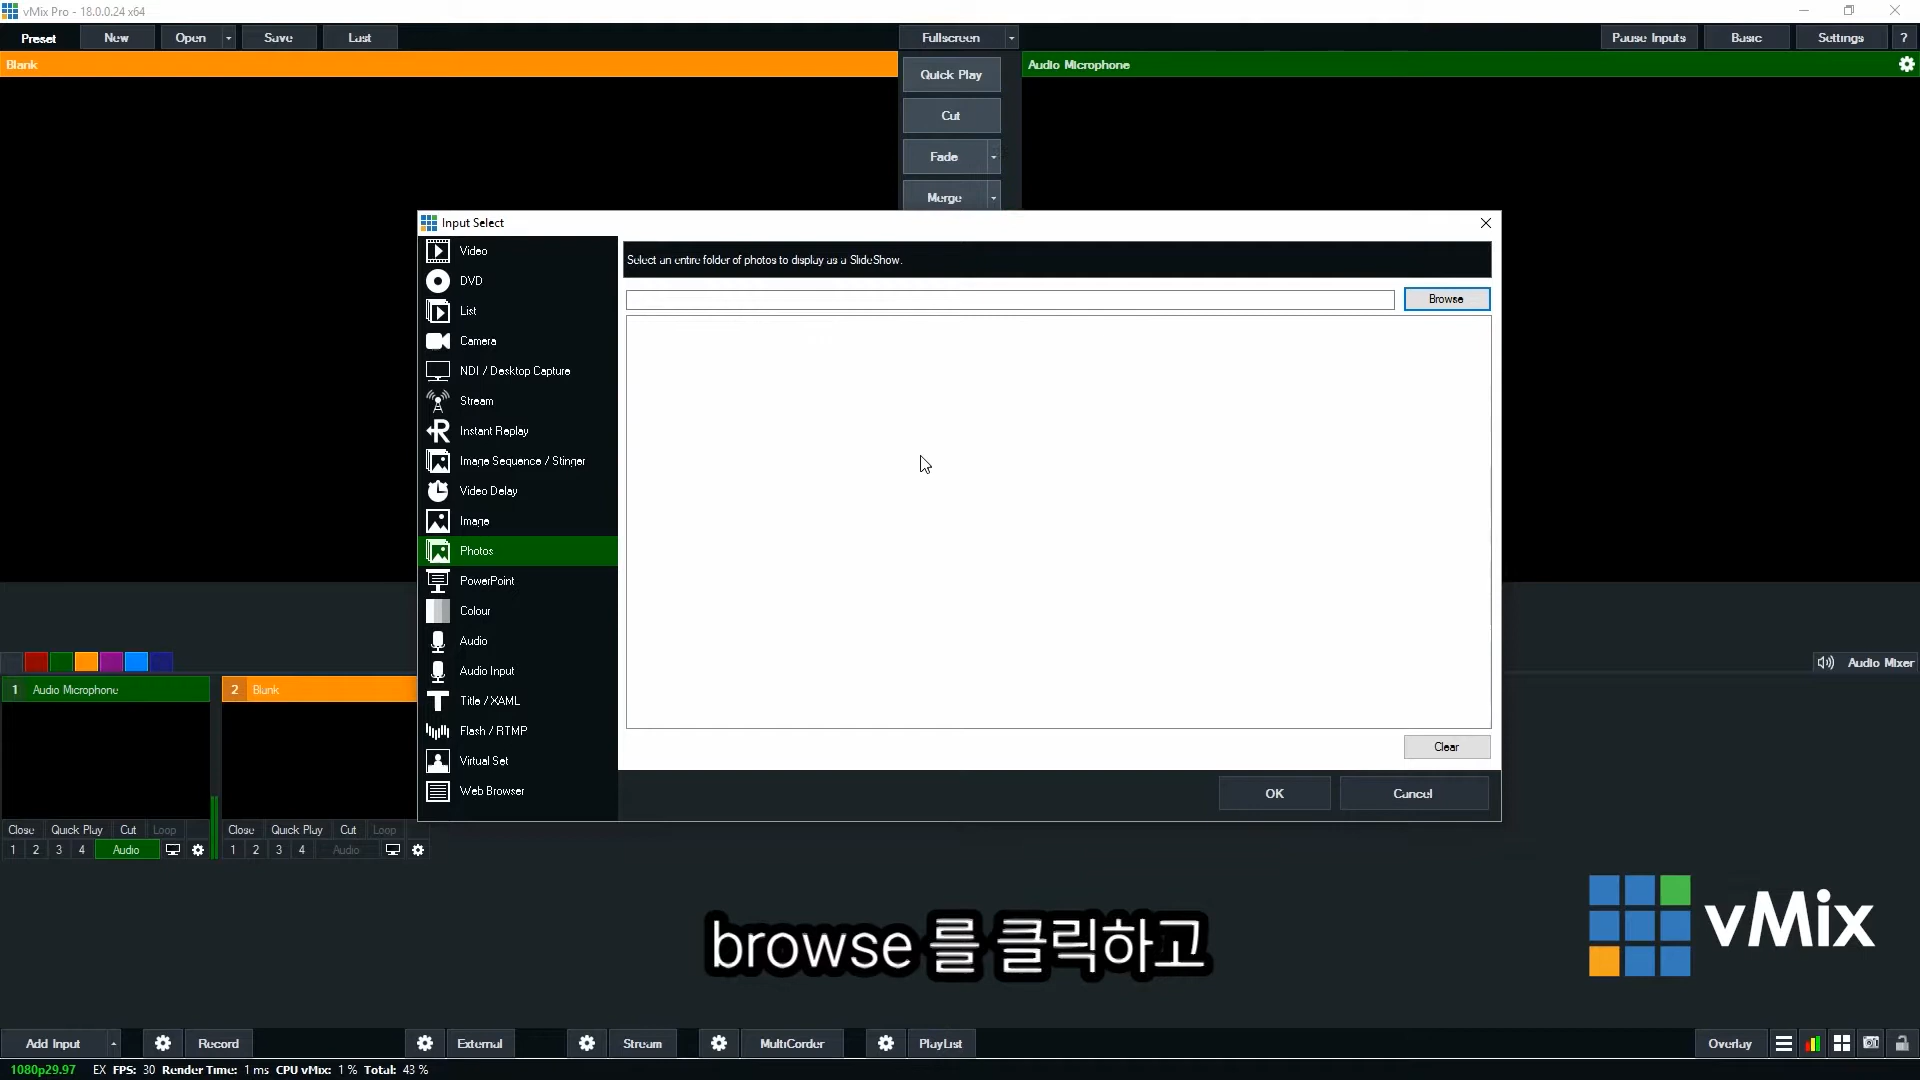 vMix Pro - 18.0.0.24 x64
Preset New Open Save Last Fullscreen Pause Inputs Basic Settings ?
Blank
Audio Microphone
Quick Play
Cut
Fade
Merge
Input Select
Video
DVD
List
Camera
NDI / Desktop Capture
Stream
Instant Replay
Image Sequence / Stinger
Video Delay
Image
Photos
PowerPoint
Colour
Audio
Audio Input
Title / XAML
Flash / RTMP
Virtual Set
Web Browser
Select an entire folder of photos to display as a SlideShow.
Browse
Clear
OK Cancel
Audio Mixer
1 Audio Microphone
2 Blank
Close Quick Play Cut Loop
1 2 3 4 Audio
Close Quick Play Cut Loop
1 2 3 4 Audio
vMix
browse 를 클릭하고
Add Input Record External Stream MultiCorder PlayList Overlay
1080p29.97 EX FPS: 30 Render Time: 1 ms CPU vMix: 1 % Total: 43 %